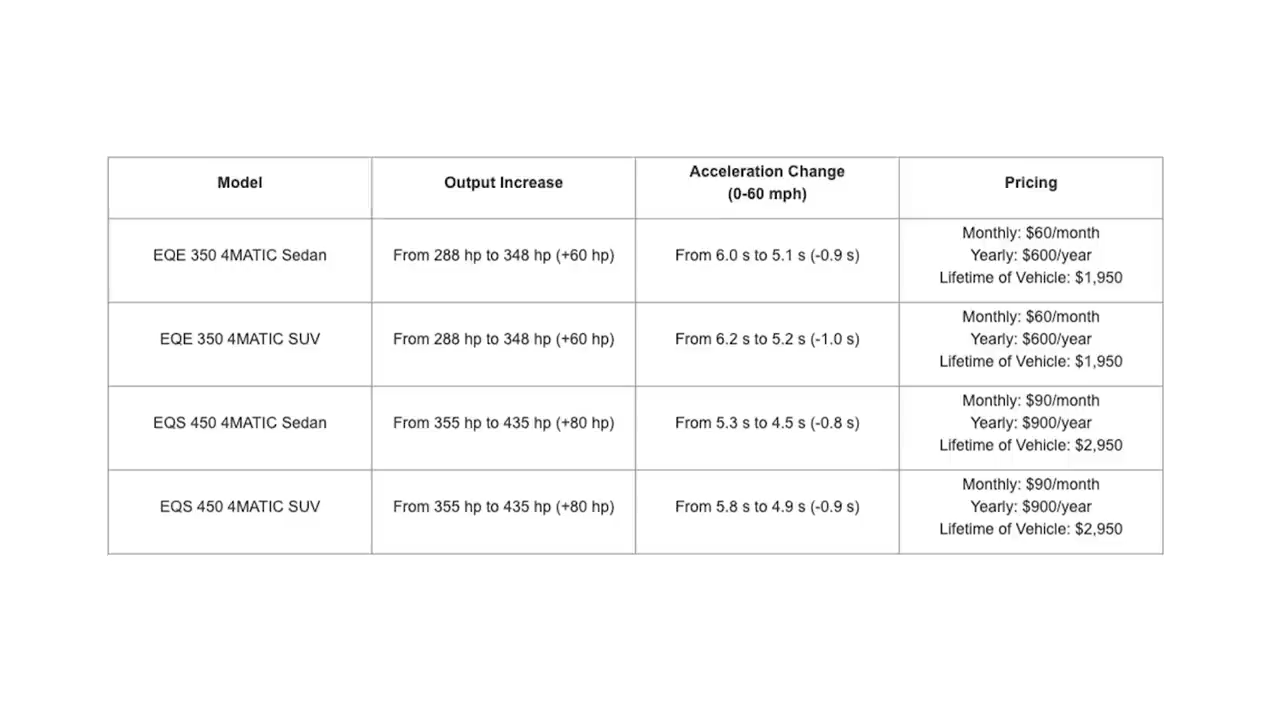 Model
Output Increase
Acceleration Change
(0-60 mph)
Pricing
EQE 350 4MATIC Sedan
From 288 hp to 348 hp (+60 hp)
From 6.0 s to 5.1 s (-0.9 s)
Monthly: $60/month
Yearly: $600/year
Lifetime of Vehicle: $1,950
EQE 350 4MATIC SUV
From 288 hp to 348 hp (+60 hp)
From 6.2 s to 5.2 s (-1.0 s)
Monthly: $60/month
Yearly: $600/year
Lifetime of Vehicle: $1,950
EQS 450 4MATIC Sedan
From 355 hp to 435 hp (+80 hp)
From 5.3 s to 4.5 s (-0.8 s)
Monthly: $90/month
Yearly: $900/year
Lifetime of Vehicle: $2,950
EQS 450 4MATIC SUV
From 355 hp to 435 hp (+80 hp)
From 5.8 s to 4.9 s (-0.9 s)
Monthly: $90/month
Yearly: $900/year
Lifetime of Vehicle: $2,950